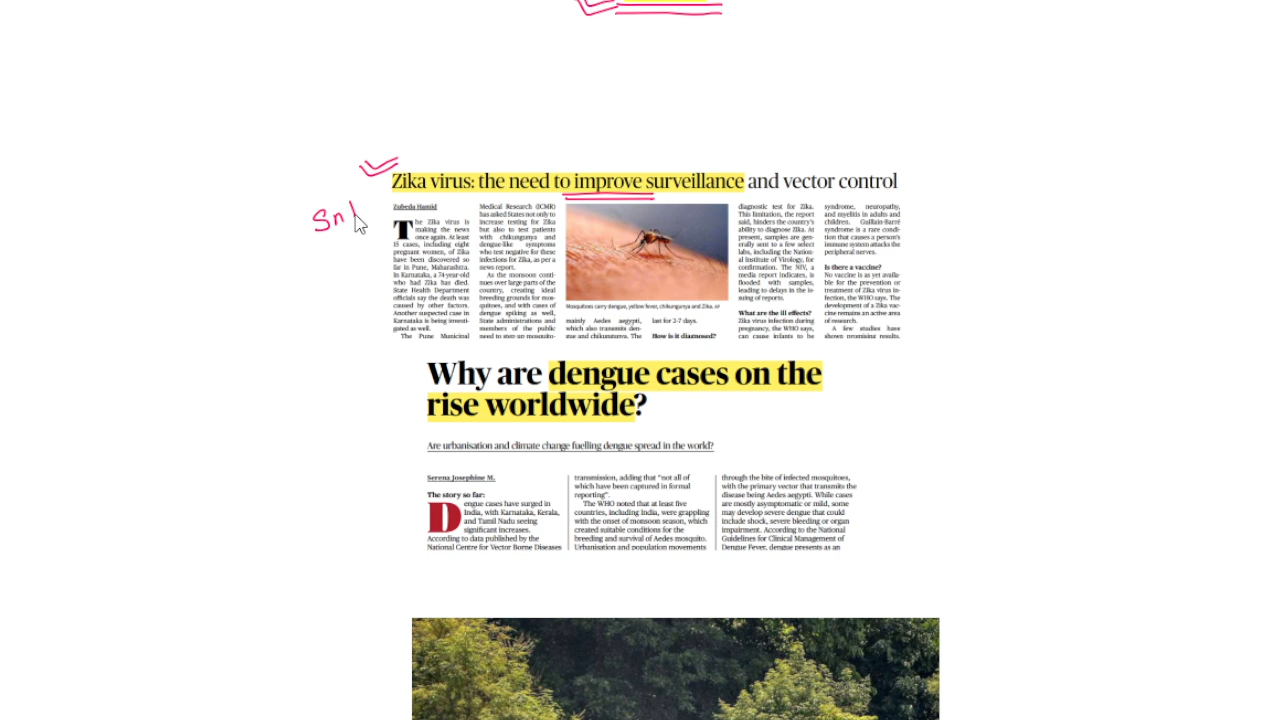 Zika virus: the need to improve surveillance and vector control
Zubeda Hamid
The Zika virus is
making the news
once again. At least
15 cases, including eight
pregnant women, of Zika
have been discovered so
far in Pune, Maharashtra.
In Karnataka, a 74-year-old
who had Zika has died.
State Health Department
officials say the death was
caused by other factors.
Another suspected case in
Karnataka is being investi-
gated as well.
The Pune Municipal
Medical Research (ICMR)
has asked States not only to
increase testing for Zika
but also to test patients
with chikungunya and
dengue-like symptoms
who test negative for these
infections for Zika, as per a
news report.
As the monsoon conti-
nues over large parts of the
country, creating ideal
breeding grounds for mos-
quitoes, and with cases of
dengue spiking as well,
State administrations and
members of the public
need to step up mosquito-
Mosquitoes carry dengue, yellow fever, chikungunya and Zika. AP
mainly Aedes aegypti,
which also transmits den-
gue and chikungunya. The
last for 2-7 days.
How is it diagnosed?
diagnostic test for Zika.
This limitation, the report
said, hinders the country's
ability to diagnose Zika. At
present, samples are gen-
erally sent to a few select
labs, including the Nation-
al Institute of Virology, for
confirmation. The NIV, a
media report indicates, is
flooded with samples,
leading to delays in the is-
suing of reports.
What are the ill effects?
Zika virus infection during
pregnancy, the WHO says,
can cause infants to be
syndrome, neuropathy,
and myelitis in adults and
children. Guillain-Barré
syndrome is a rare condi-
tion that causes a person's
immune system attacks the
peripheral nerves.
Is there a vaccine?
No vaccine is as yet availa-
ble for the prevention or
treatment of Zika virus in-
fection, the WHO says. The
development of a Zika vac-
cine remains an active area
of research.
A few studies have
shown promising results.
Why are dengue cases on the
rise worldwide?
Are urbanisation and climate change fuelling dengue spread in the world?
Serena Josephine M.
The story so far:
Dengue cases have surged in
India, with Karnataka, Kerala,
and Tamil Nadu seeing
significant increases.
According to data published by the
National Centre for Vector Borne Diseases
transmission, adding that "not all of
which have been captured in formal
reporting".
The WHO noted that at least five
countries, including India, were grappling
with the onset of monsoon season, which
created suitable conditions for the
breeding and survival of Aedes mosquito.
Urbanisation and population movements
through the bite of infected mosquitoes,
with the primary vector that transmits the
disease being Aedes aegypti. While cases
are mostly asymptomatic or mild, some
may develop severe dengue that could
include shock, severe bleeding or organ
impairment. According to the National
Guidelines for Clinical Management of
Dengue Fever, dengue presents as an